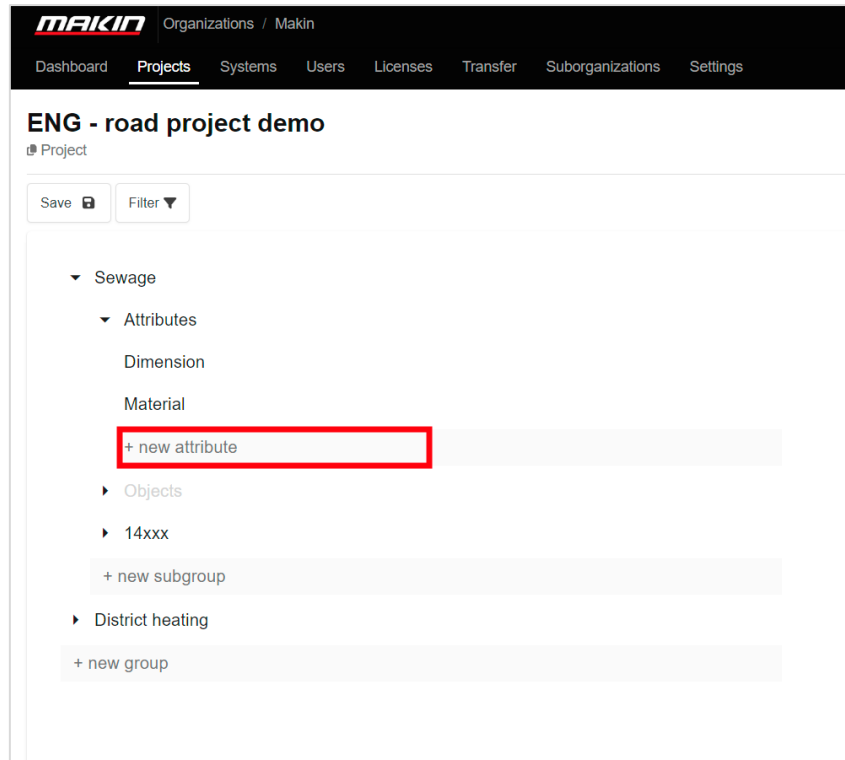 MAKIN Organizations / Makin
Dashboard Projects Systems Users Licenses Transfer Suborganizations Settings
ENG - road project demo
Project
Save Filter
Sewage
Attributes
Dimension
Material
+ new attribute
Objects
14xxx
+ new subgroup
District heating
+ new group